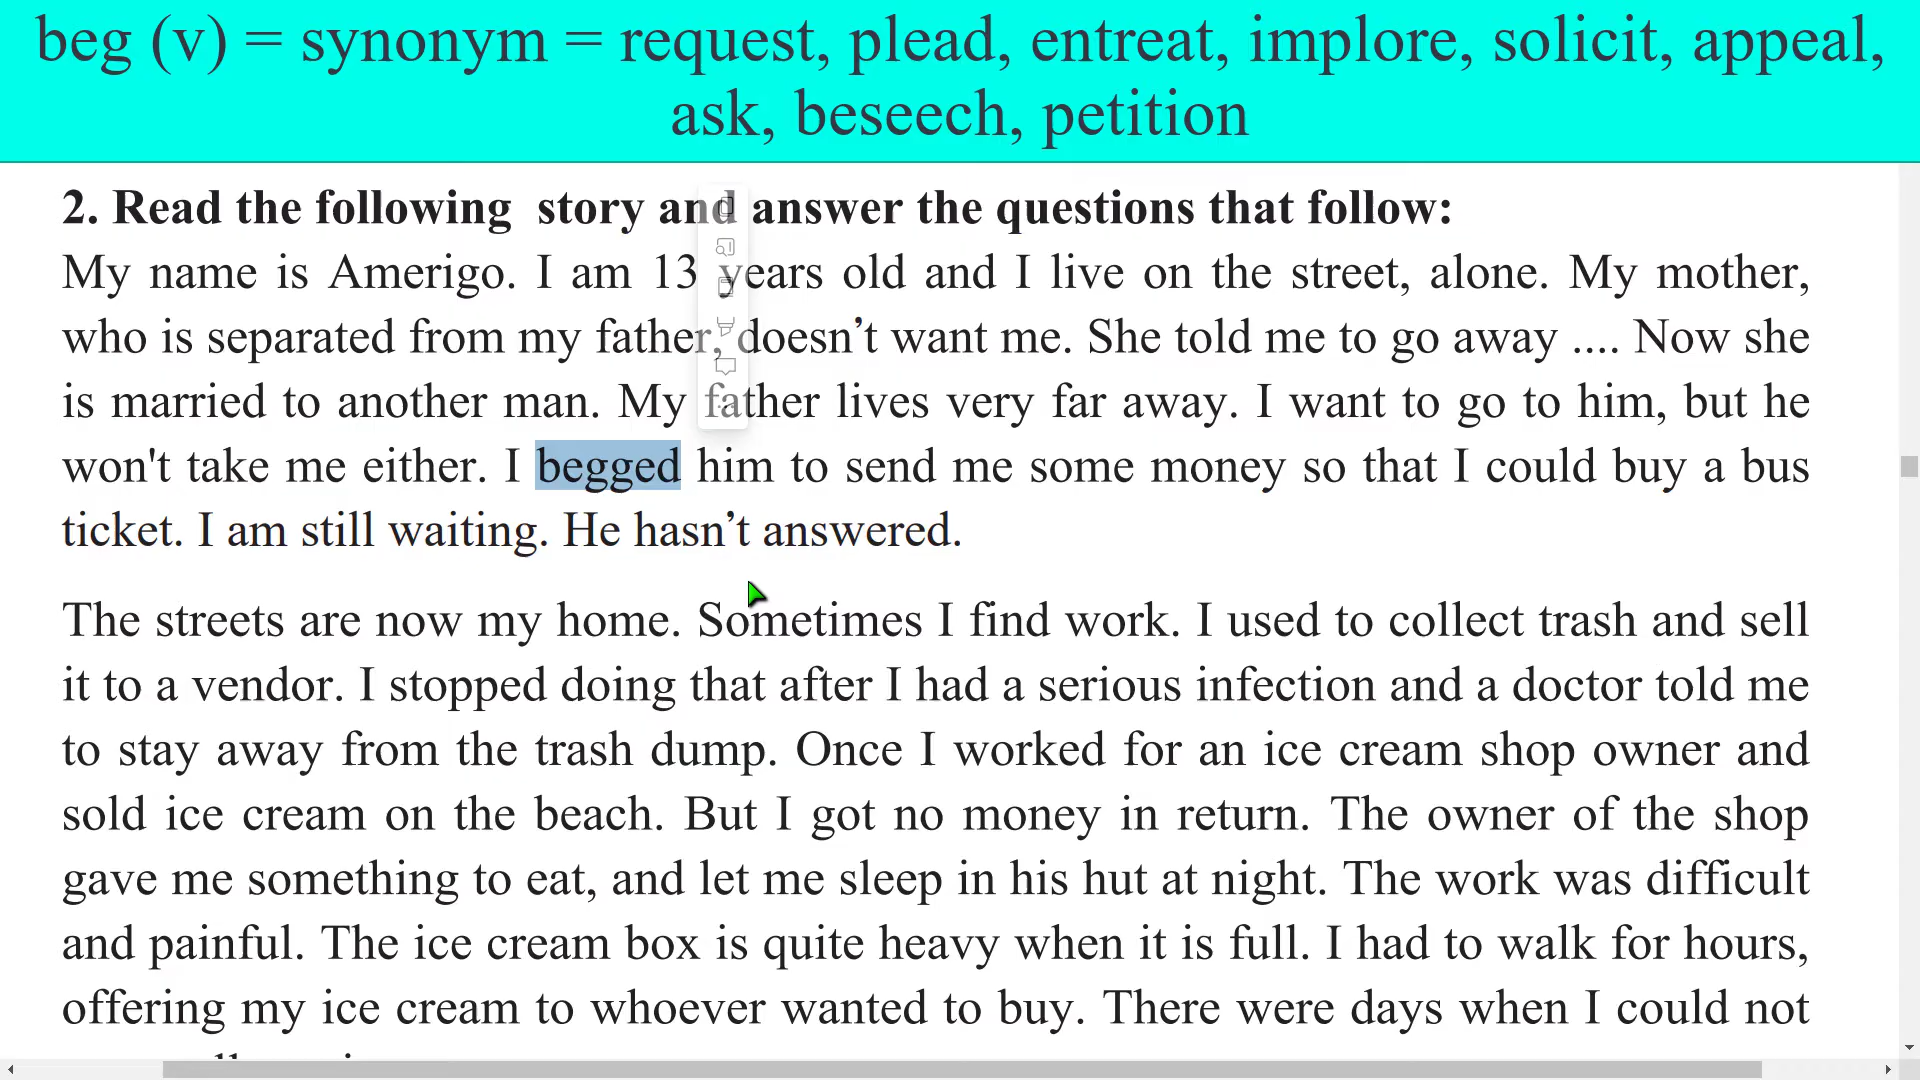 beg (v) = synonym = request, plead, entreat, implore, solicit, appeal,
ask, beseech, petition
2. Read the following story and answer the questions that follow:
My name is Amerigo. I am 13 years old and I live on the street, alone. My mother,
who is separated from my father, doesn’t want me. She told me to go away .... Now she
is married to another man. My father lives very far away. I want to go to him, but he
won't take me either. I begged him to send me some money so that I could buy a bus
ticket. I am still waiting. He hasn’t answered.
The streets are now my home. Sometimes I find work. I used to collect trash and sell
it to a vendor. I stopped doing that after I had a serious infection and a doctor told me
to stay away from the trash dump. Once I worked for an ice cream shop owner and
sold ice cream on the beach. But I got no money in return. The owner of the shop
gave me something to eat, and let me sleep in his hut at night. The work was difficult
and painful. The ice cream box is quite heavy when it is full. I had to walk for hours,
offering my ice cream to whoever wanted to buy. There were days when I could not